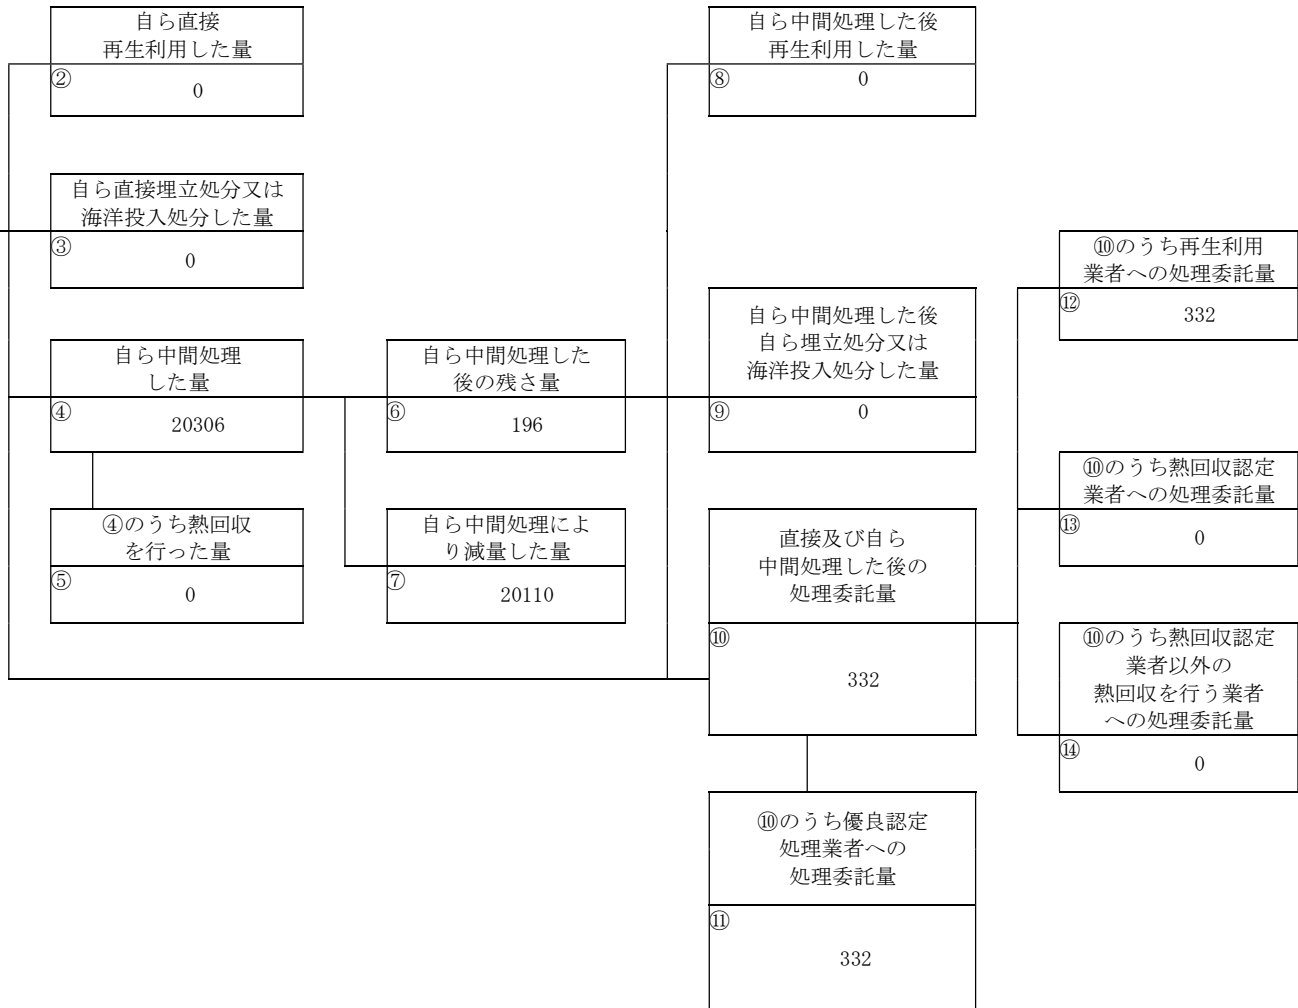 自ら直接
再生利用した量
②
0
自ら中間処理した後
再生利用した量
⑧
0
自ら直接埋立処分又は
海洋投入処分した量
③
0
⑩のうち再生利用
業者への処理委託量
⑫
332
自ら中間処理した後
自ら埋立処分又は
海洋投入処分した量
⑨
0
自ら中間処理
した量
④
20306
自ら中間処理した
後の残さ量
⑥
196
⑩のうち熱回収認定
業者への処理委託量
⑬
0
④のうち熱回収
を行った量
⑤
0
自ら中間処理によ
り減量した量
⑦
20110
直接及び自ら
中間処理した後の
処理委託量
⑩
332
⑩のうち熱回収認定
業者以外の
熱回収を行う業者
への処理委託量
⑭
0
⑩のうち優良認定
処理業者への
処理委託量
⑪
332